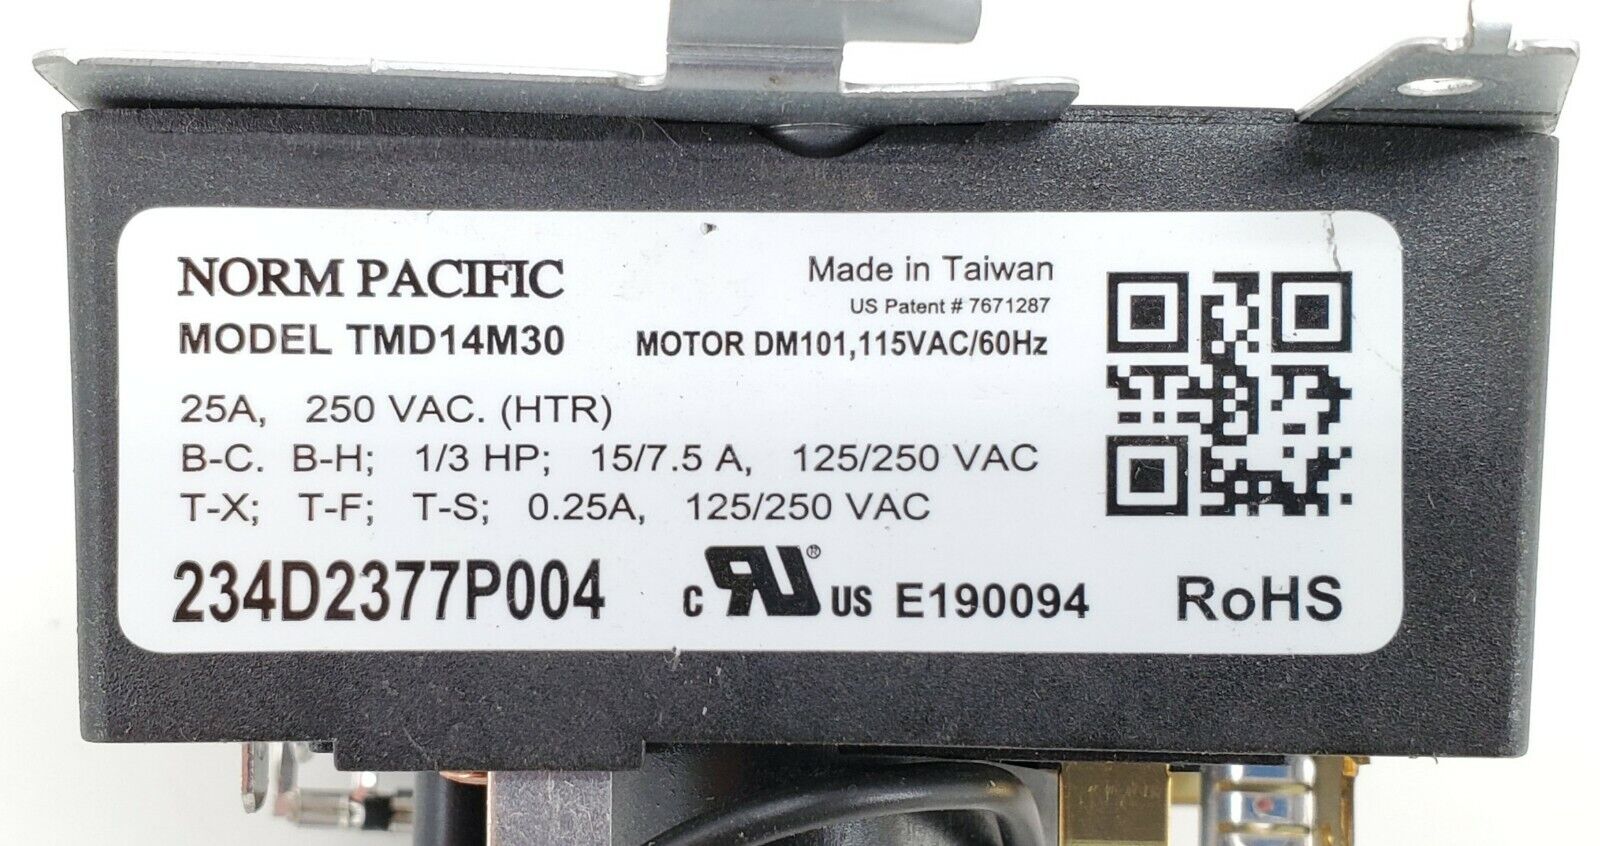 NORM PACIFIC
Made in Taiwan
US Patent # 7671287
MODEL TMD14M30 MOTOR DM101,115VAC/60Hz
25A, 250 VAC. (HTR)
B-C. B-H; 1/3 HP; 15/7.5 A, 125/250 VAC
T-X; T-F; T-S; 0.25A, 125/250 VAC
234D2377P004 c RU® US E190094 RoHS